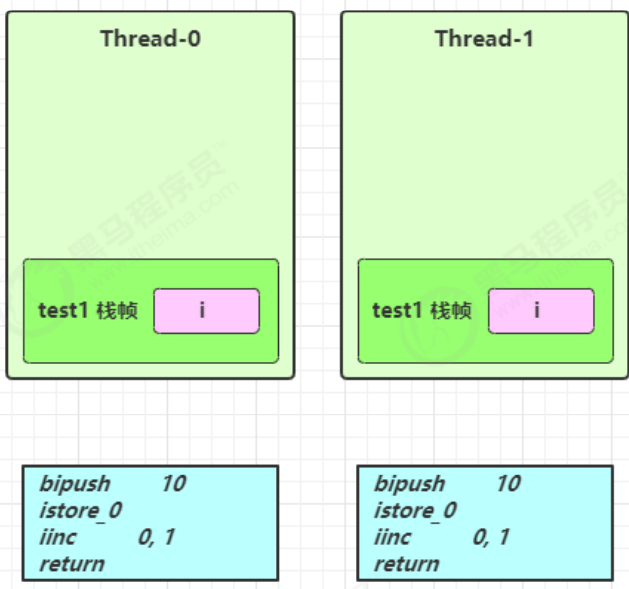 Thread-0
Thread-1
test1 栈帧
i
test1 栈帧
i
bipush 10
istore_0
iinc 0, 1
return
bipush 10
istore_0
iinc 0, 1
return
黑马程序员
www.itheima.com
黑马程序员
www.itheima.com